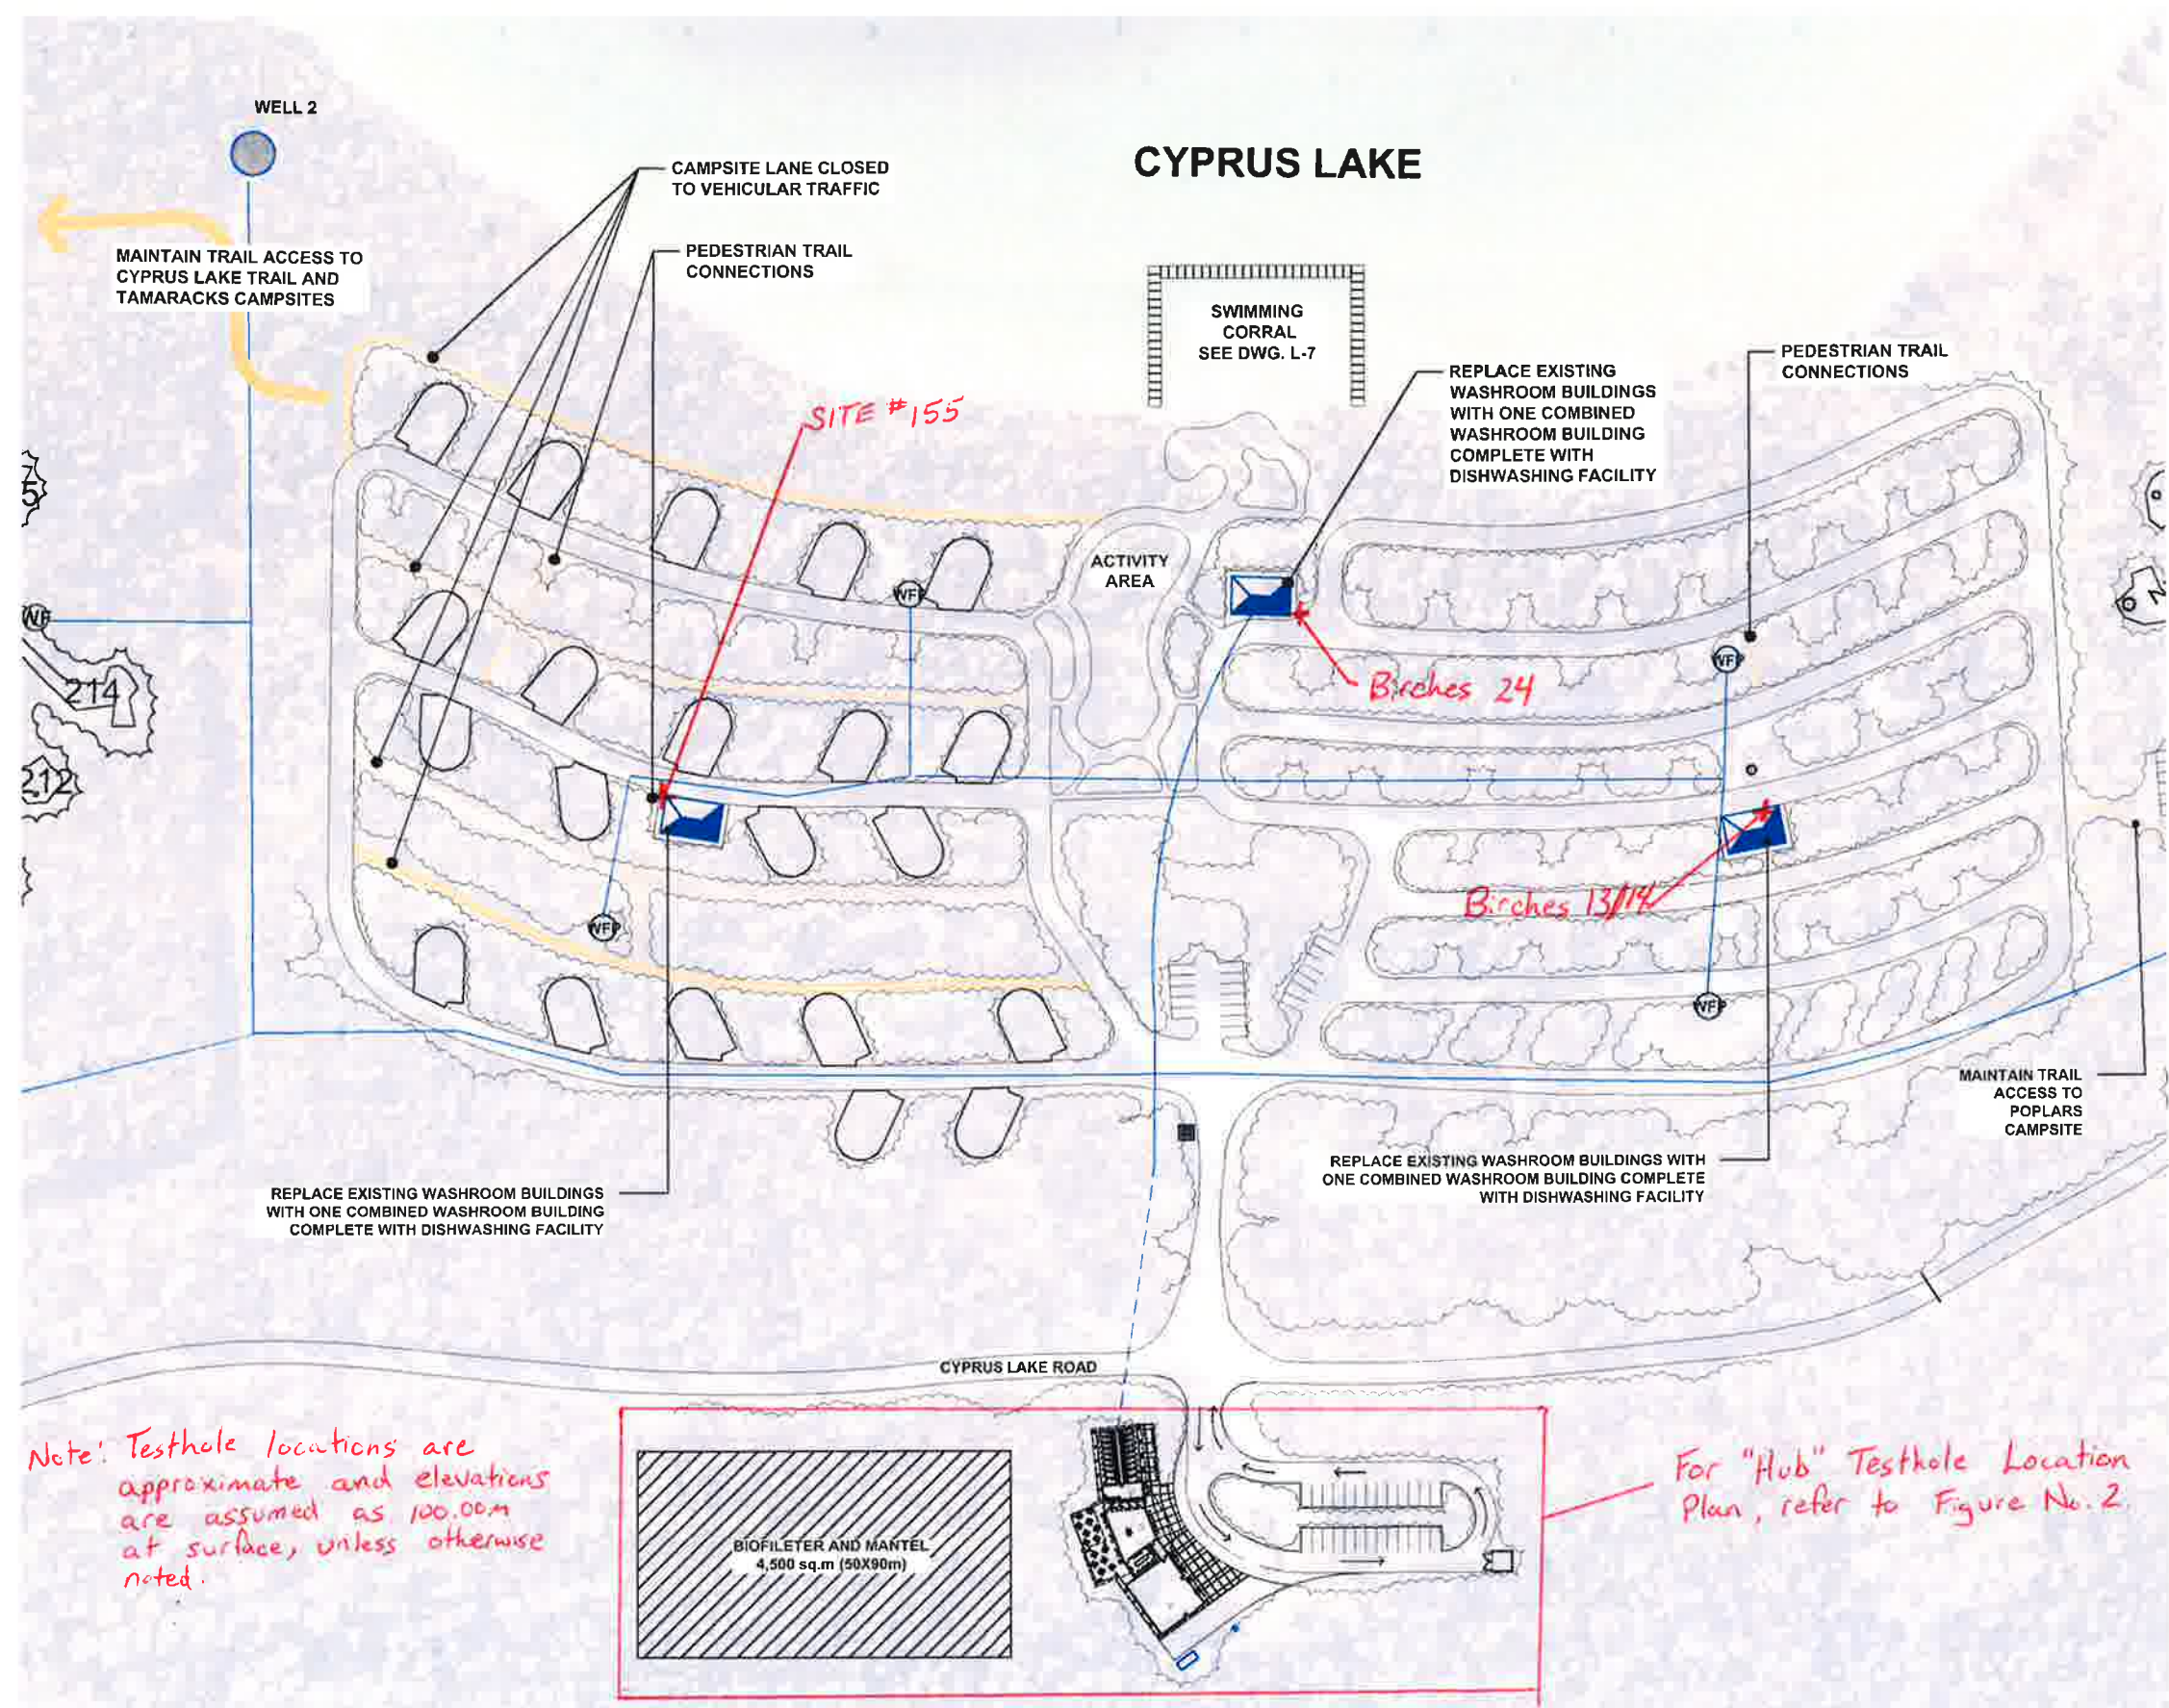 WELL 2
CYPRUS LAKE
CAMPSITE LANE CLOSED
TO VEHICULAR TRAFFIC
PEDESTRIAN TRAIL
CONNECTIONS
MAINTAIN TRAIL ACCESS TO
CYPRUS LAKE TRAIL AND
TAMARACKS CAMPSITES
SWIMMING
CORRAL
SEE DWG. L-7
PEDESTRIAN TRAIL
CONNECTIONS
REPLACE EXISTING
WASHROOM BUILDINGS
WITH ONE COMBINED
WASHROOM BUILDING
COMPLETE WITH
DISHWASHING FACILITY
SITE #155
ACTIVITY
AREA
WFP
WF
WFP
Birches 24
214
212
Birches 13/14
WFP
WFP
MAINTAIN TRAIL
ACCESS TO
POPLARS
CAMPSITE
REPLACE EXISTING WASHROOM BUILDINGS WITH
ONE COMBINED WASHROOM BUILDING COMPLETE
WITH DISHWASHING FACILITY
REPLACE EXISTING WASHROOM BUILDINGS
WITH ONE COMBINED WASHROOM BUILDING
COMPLETE WITH DISHWASHING FACILITY
CYPRUS LAKE ROAD
Note: Testhole locations are
approximate and elevations
are assumed as 100.00m
at surface, unless otherwise
noted.
BIOFILETER AND MANTEL
4,500 sq.m (50X90m)
For "Hub" Testhole Location
Plan, refer to Figure No. 2.